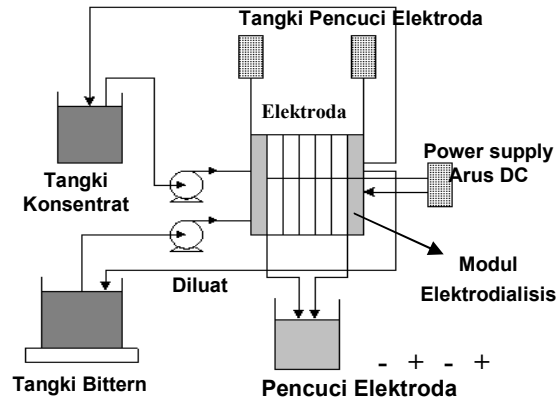 Tangki Pencuci Elektroda
Elektroda
Tangki
Konsentrat
Power supply
Arus DC
Modul
Elektrodialisis
Diluat
Tangki Bittern
- + - +
Pencuci Elektroda